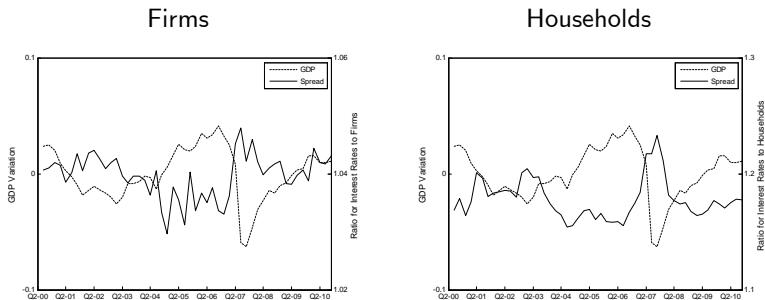 Firms
Households
0.1
0
-0.1
GDP Variation
1.06
1.04
1.02
Ratio for Interest Rates to Firms
GDP
Spread
Q2-00 Q2-01 Q2-02 Q2-03 Q2-04 Q2-05 Q2-06 Q2-07 Q2-08 Q2-09 Q2-10
0.1
0
-0.1
GDP Variation
1.3
1.2
1.1
Ratio for Interest Rates to Households
GDP
Spread
Q2-00 Q2-01 Q2-02 Q2-03 Q2-04 Q2-05 Q2-06 Q2-07 Q2-08 Q2-09 Q2-10